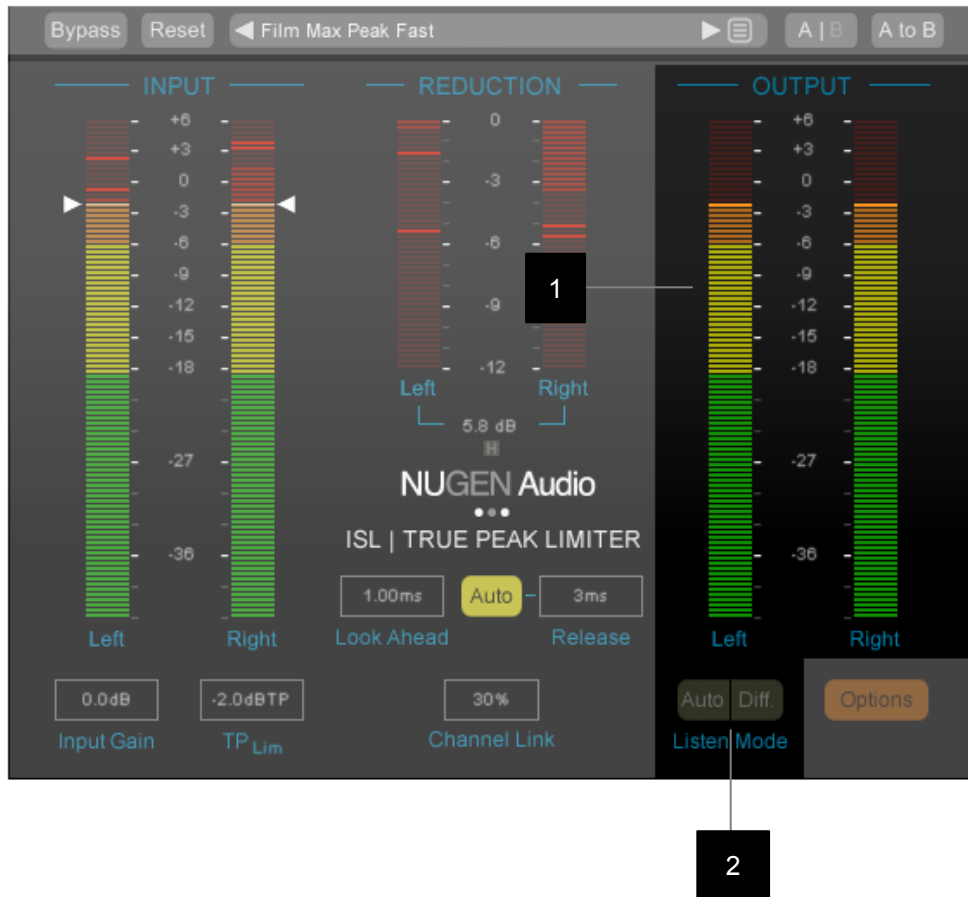 Bypass Reset Film Max Peak Fast A | B A to B
INPUT REDUCTION OUTPUT
+6 0 +6
+3 +3
0 -3 0
-3 -3
-6 -6 -6
-9 1 -9
-12 -9 -12
-15 -15
-18 -12 -18
Left Right
5.8 dB
H
-27 -27
NUGEN Audio
ISL | TRUE PEAK LIMITER
-36 -36
1.00ms Auto 3ms
Left Right Look Ahead Release Left Right
0.0dB -2.0dBTP 30% Auto Diff. Options
Input Gain TP Lim Channel Link Listen Mode
2